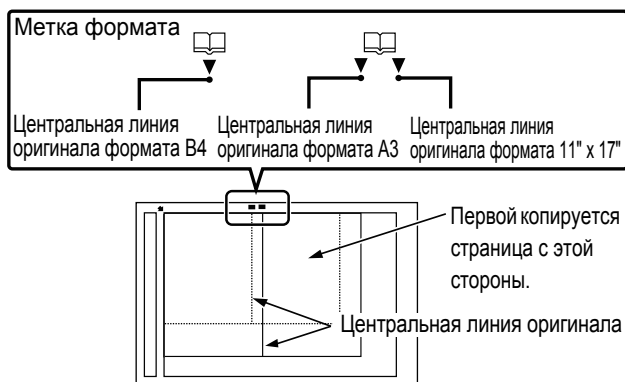 Метка формата
Центральная линия
оригинала формата B4
Центральная линия
оригинала формата A3
Центральная линия
оригинала формата 11" x 17"
Первой копируется
страница с этой
стороны.
Центральная линия оригинала